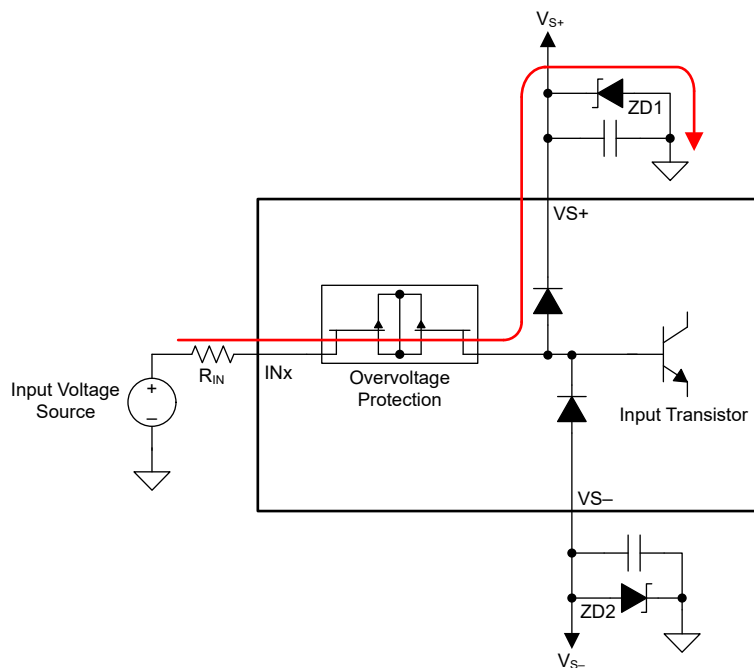 VS+
ZD1
VS+
+
–
Input Voltage
Source
RIN
INx
Overvoltage
Protection
Input Transistor
VS–
ZD2
VS–